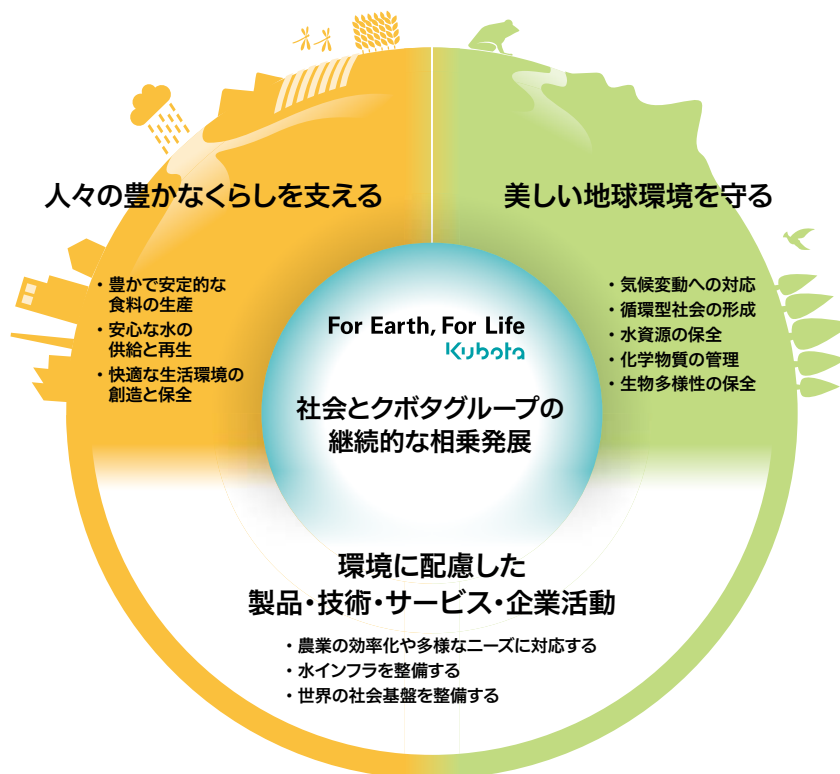 人々の豊かなくらしを支える
・豊かで安定的な
食料の生産
・安心な水の
供給と再生
・快適な生活環境の
創造と保全
美しい地球環境を守る
・気候変動への対応
・循環型社会の形成
・水資源の保全
・化学物質の管理
・生物多様性の保全
For Earth, For Life
Kubota
社会とクボタグループの
継続的な相乗発展
環境に配慮した
製品・技術・サービス・企業活動
・農業の効率化や多様なニーズに対応する
・水インフラを整備する
・世界の社会基盤を整備する